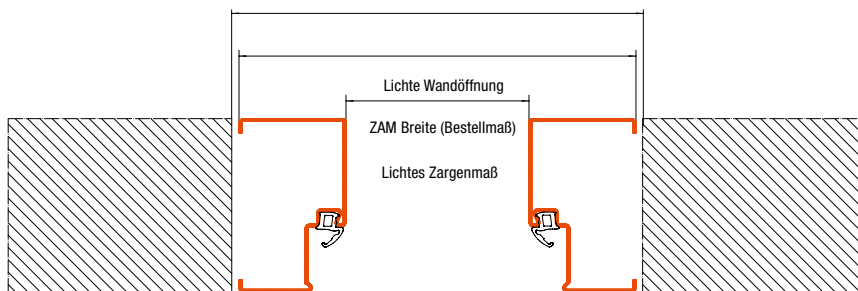 Lichte Wandöffnung
ZAM Breite (Bestellmaß)
Lichtes Zargenmaß